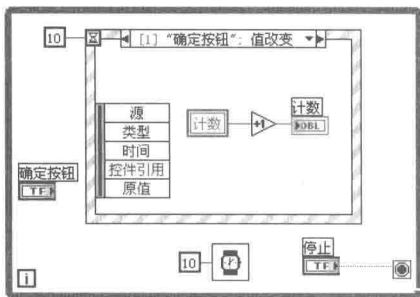 10
[1] "确定按钮"：值改变
源
类型
时间
控件引用
原值
计数
+1
计数
DBL
确定按钮
TF
10
停止
TF
i